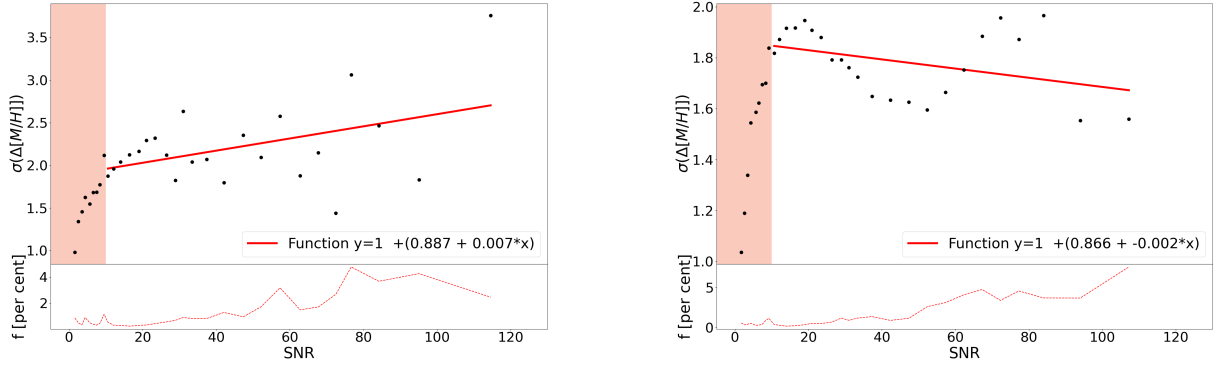 3.5
3.0
2.5
2.0
1.5
1.0
σ(Δ[M/H]])
Function y=1 +(0.887 + 0.007*x)
4
2
f [per cent]
0 20 40 60 80 100 120
SNR
2.0
1.8
1.6
1.4
1.2
1.0
σ(Δ[M/H]])
Function y=1 +(0.866 + -0.002*x)
5
0
f [per cent]
0 20 40 60 80 100 120
SNR